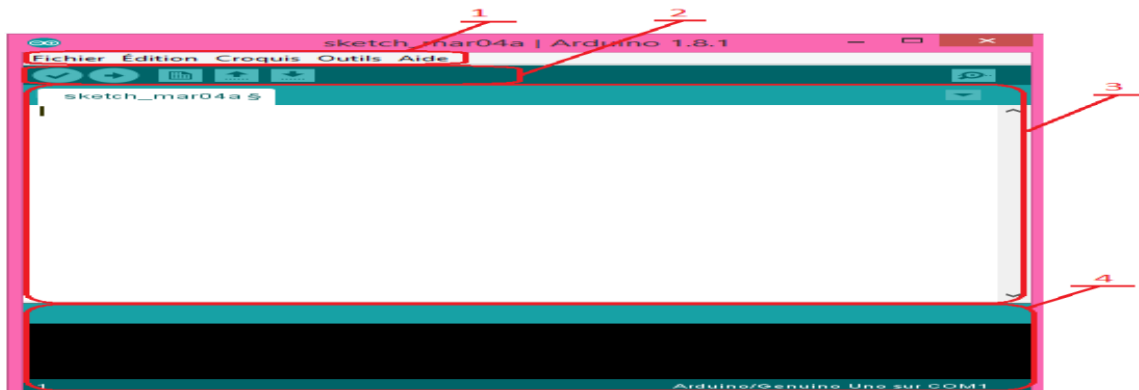 1 2
sketch_mar04a | Arduino 1.8.1
Fichier Édition Croquis Outils Aide
sketch_mar04a §
3
4
1 Arduino/Genuino Uno sur COM1